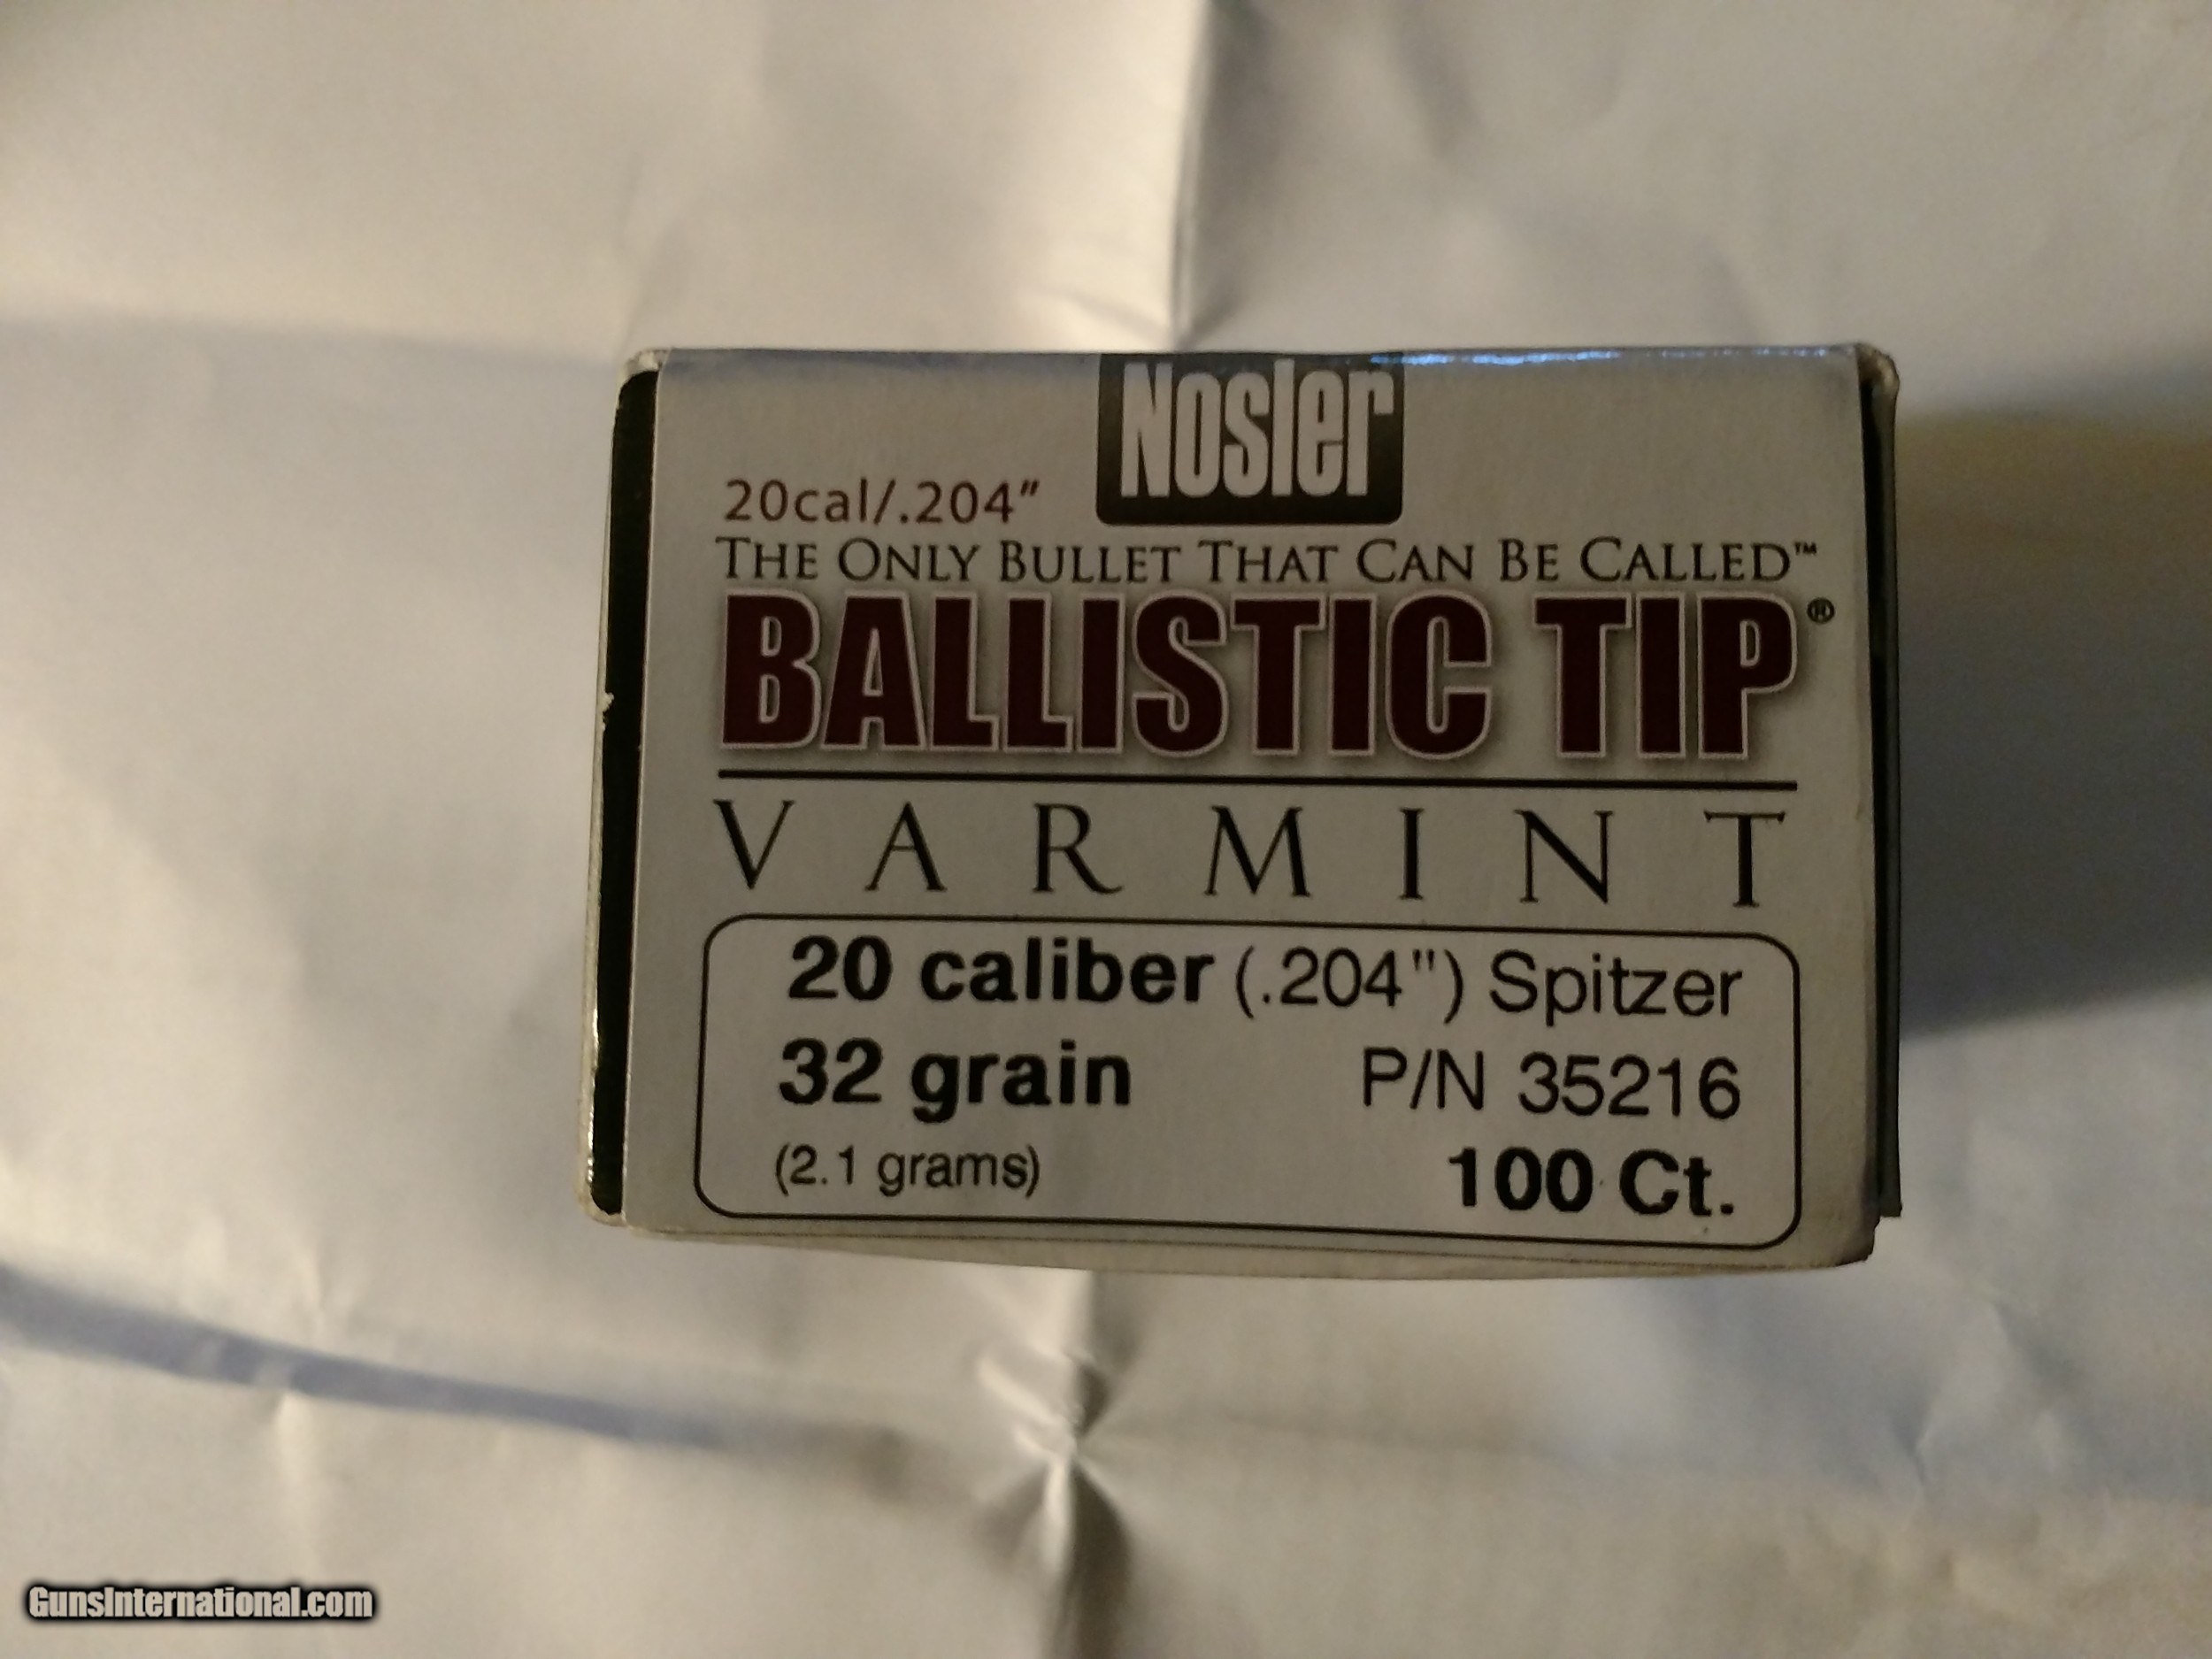 Nosler
20cal/.204"
THE ONLY BULLET THAT CAN BE CALLED™
BALLISTIC TIP®
VARMINT
20 caliber (.204") Spitzer
32 grain P/N 35216
(2.1 grams) 100 Ct.
GunsInternational.com